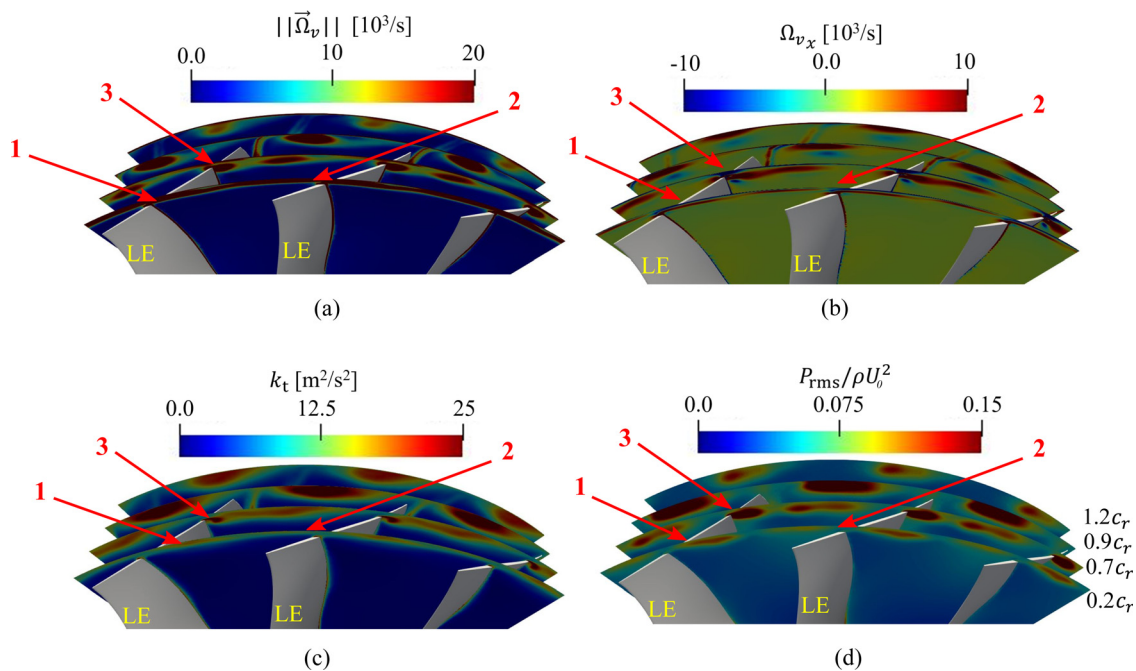 ||Ω⃗ᵥ|| [10³/s]
0.0 10 20
3 2
1
LE LE
(a)
Ωᵥₓ [10³/s]
-10 0.0 10
3 2
1
LE LE
(b)
kₜ [m²/s²]
0.0 12.5 25
3 2
1
LE LE
(c)
Pᵣₘₛ/ρU₀²
0.0 0.075 0.15
3 2
1
1.2cᵣ
0.9cᵣ
0.7cᵣ
0.2cᵣ
LE LE
(d)